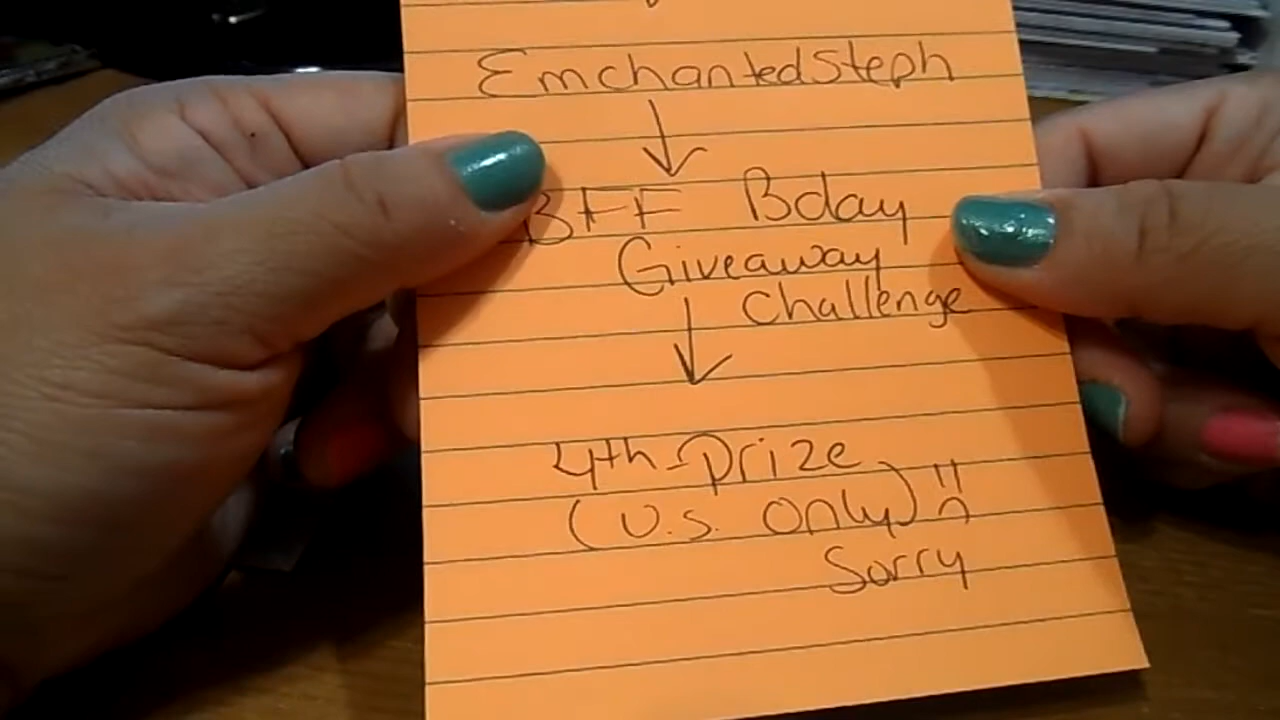 EmchantedSteph
BFF Bday
Giveaway
Challenge
4th-Prize
(U.S. only)
Sorry